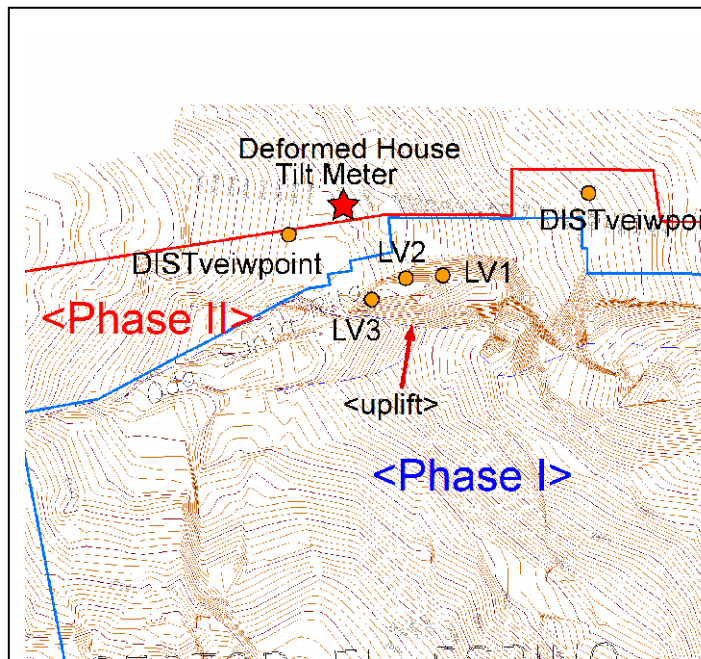 Deformed House
Tilt Meter
DISTveiwpoi
DISTveiwpoint
LV2
LV1
<Phase II>
LV3
<uplift>
<Phase I>